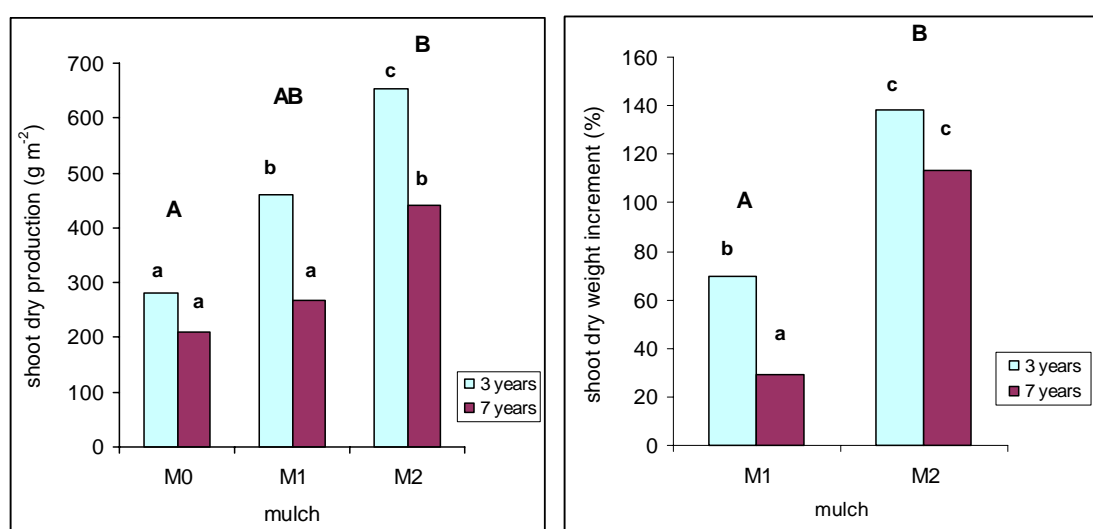 B
700
c
600
AB
500
b
b
400
A
300
a
a
a
200
100
0
M0 M1 M2
mulch
shoot dry production (g m-2)
3 years
7 years
B
160
c
140
c
120
100
A
80
b
60
a
40
20
0
M1 M2
mulch
shoot dry weight increment (%)
3 years
7 years